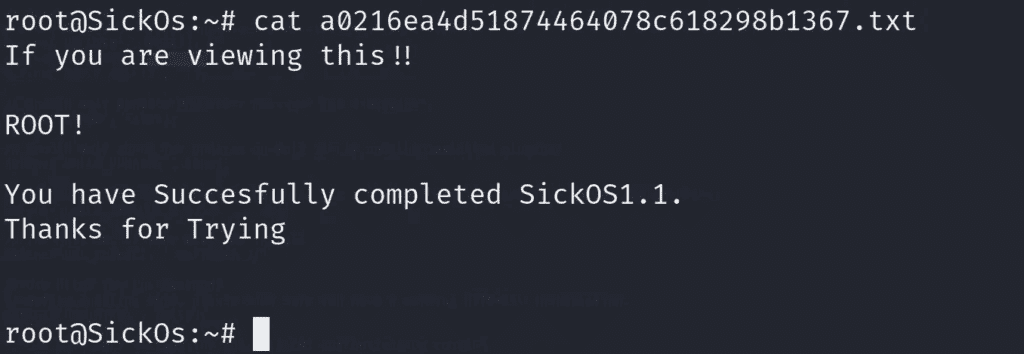 root@SickOs:~# cat a0216ea4d51874464078c618298b1367.txt
If you are viewing this!!
ROOT!
You have Succesfully completed SickOS1.1.
Thanks for Trying
root@SickOs:~#